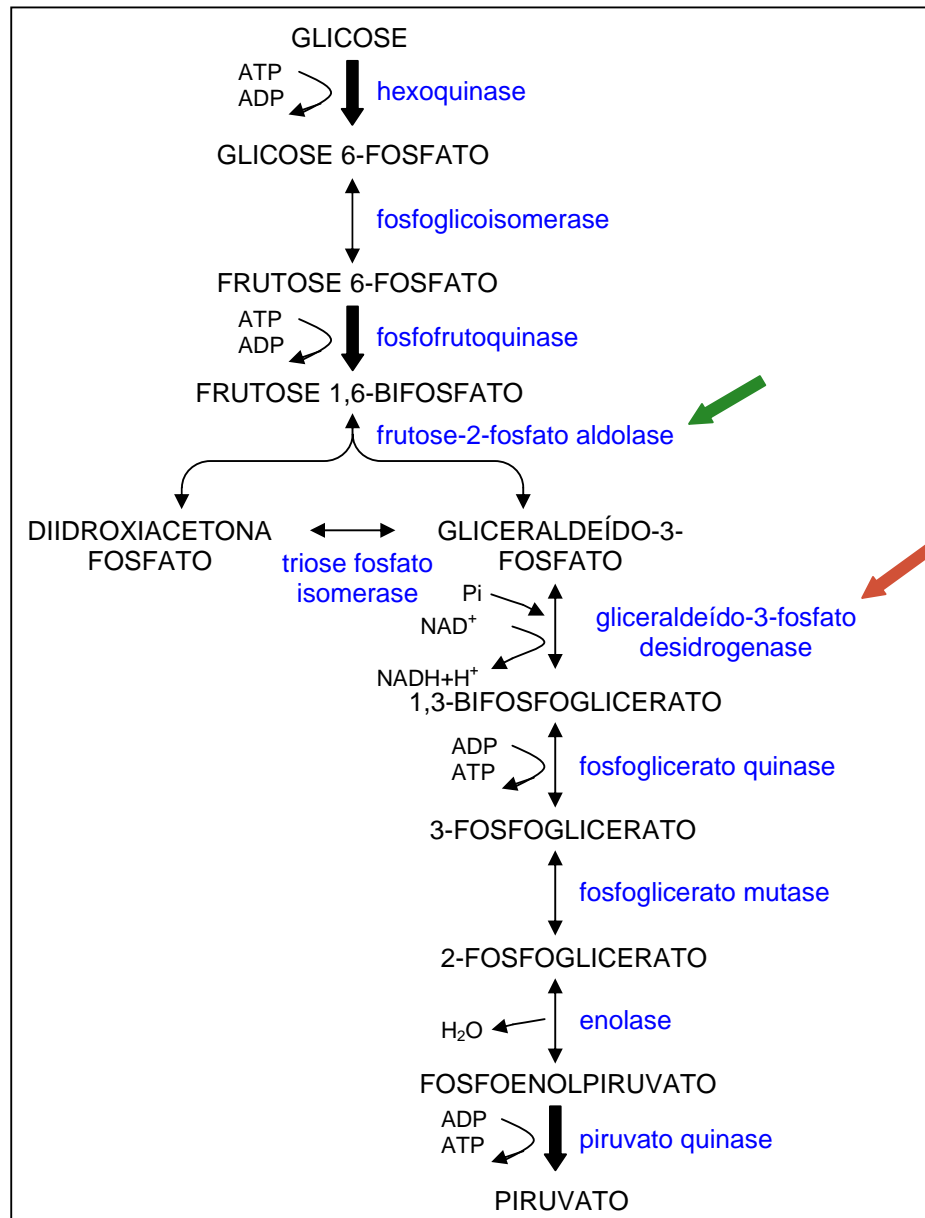 GLICOSE
ATP
ADP
hexoquinase
GLICOSE 6-FOSFATO
fosfoglicoisomerase
FRUTOSE 6-FOSFATO
ATP
ADP
fosfofrutoquinase
FRUTOSE 1,6-BIFOSFATO
frutose-2-fosfato aldolase
DIIDROXIACETONA
FOSFATO
triose fosfato
isomerase
GLICERALDEÍDO-3-
FOSFATO
Pi
NAD⁺
NADH+H⁺
gliceraldeído-3-fosfato
desidrogenase
1,3-BIFOSFOGLICERATO
ADP
ATP
fosfoglicerato quinase
3-FOSFOGLICERATO
fosfoglicerato mutase
2-FOSFOGLICERATO
H₂O
enolase
FOSFOENOLPIRUVATO
ADP
ATP
piruvato quinase
PIRUVATO